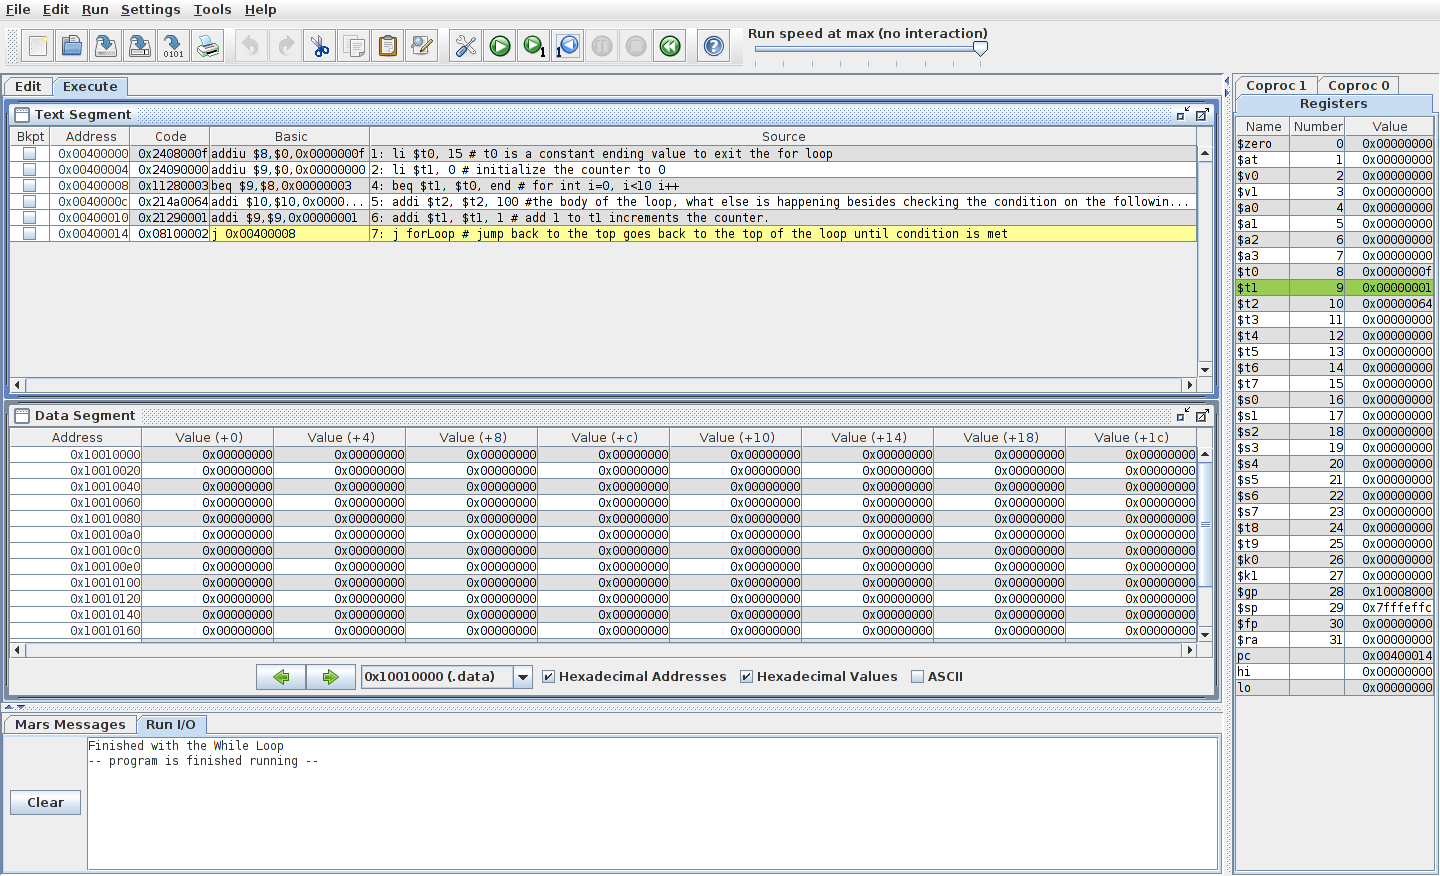 File Edit Run Settings Tools Help
Run speed at max (no interaction)
0101 1 1
Edit Execute
Text Segment
Bkpt Address Code Basic Source
0x00400000 0x2408000f addiu $8,$0,0x0000000f 1: li $t0, 15 # t0 is a constant ending value to exit the for loop
0x00400004 0x24090000 addiu $9,$0,0x00000000 2: li $t1, 0 # initialize the counter to 0
0x00400008 0x11280003 beq $9,$8,0x00000003 4: beq $t1, $t0, end # for int i=0, i<10 i++
0x0040000c 0x214a0064 addi $10,$10,0x0000... 5: addi $t2, $t2, 100 #the body of the loop, what else is happening besides checking the condition on the followin...
0x00400010 0x21290001 addi $9,$9,0x00000001 6: addi $t1, $t1, 1 # add 1 to t1 increments the counter.
0x00400014 0x08100002 j 0x00400008 7: j forLoop # jump back to the top goes back to the top of the loop until condition is met
Data Segment
Address Value (+0) Value (+4) Value (+8) Value (+c) Value (+10) Value (+14) Value (+18) Value (+1c)
0x10010000 0x00000000 0x00000000 0x00000000 0x00000000 0x00000000 0x00000000 0x00000000 0x00000000
0x10010020 0x00000000 0x00000000 0x00000000 0x00000000 0x00000000 0x00000000 0x00000000 0x00000000
0x10010040 0x00000000 0x00000000 0x00000000 0x00000000 0x00000000 0x00000000 0x00000000 0x00000000
0x10010060 0x00000000 0x00000000 0x00000000 0x00000000 0x00000000 0x00000000 0x00000000 0x00000000
0x10010080 0x00000000 0x00000000 0x00000000 0x00000000 0x00000000 0x00000000 0x00000000 0x00000000
0x100100a0 0x00000000 0x00000000 0x00000000 0x00000000 0x00000000 0x00000000 0x00000000 0x00000000
0x100100c0 0x00000000 0x00000000 0x00000000 0x00000000 0x00000000 0x00000000 0x00000000 0x00000000
0x100100e0 0x00000000 0x00000000 0x00000000 0x00000000 0x00000000 0x00000000 0x00000000 0x00000000
0x10010100 0x00000000 0x00000000 0x00000000 0x00000000 0x00000000 0x00000000 0x00000000 0x00000000
0x10010120 0x00000000 0x00000000 0x00000000 0x00000000 0x00000000 0x00000000 0x00000000 0x00000000
0x10010140 0x00000000 0x00000000 0x00000000 0x00000000 0x00000000 0x00000000 0x00000000 0x00000000
0x10010160 0x00000000 0x00000000 0x00000000 0x00000000 0x00000000 0x00000000 0x00000000 0x00000000
0x10010000 (.data) Hexadecimal Addresses Hexadecimal Values ASCII
Mars Messages Run I/O
Finished with the While Loop
-- program is finished running --
Clear
Coproc 1 Coproc 0
Registers
Name Number Value
$zero 0 0x00000000
$at 1 0x00000000
$v0 2 0x00000000
$v1 3 0x00000000
$a0 4 0x00000000
$a1 5 0x00000000
$a2 6 0x00000000
$a3 7 0x00000000
$t0 8 0x0000000f
$t1 9 0x00000001
$t2 10 0x00000064
$t3 11 0x00000000
$t4 12 0x00000000
$t5 13 0x00000000
$t6 14 0x00000000
$t7 15 0x00000000
$s0 16 0x00000000
$s1 17 0x00000000
$s2 18 0x00000000
$s3 19 0x00000000
$s4 20 0x00000000
$s5 21 0x00000000
$s6 22 0x00000000
$s7 23 0x00000000
$t8 24 0x00000000
$t9 25 0x00000000
$k0 26 0x00000000
$k1 27 0x00000000
$gp 28 0x10008000
$sp 29 0x7fffeffc
$fp 30 0x00000000
$ra 31 0x00000000
pc 0x00400014
hi 0x00000000
lo 0x00000000